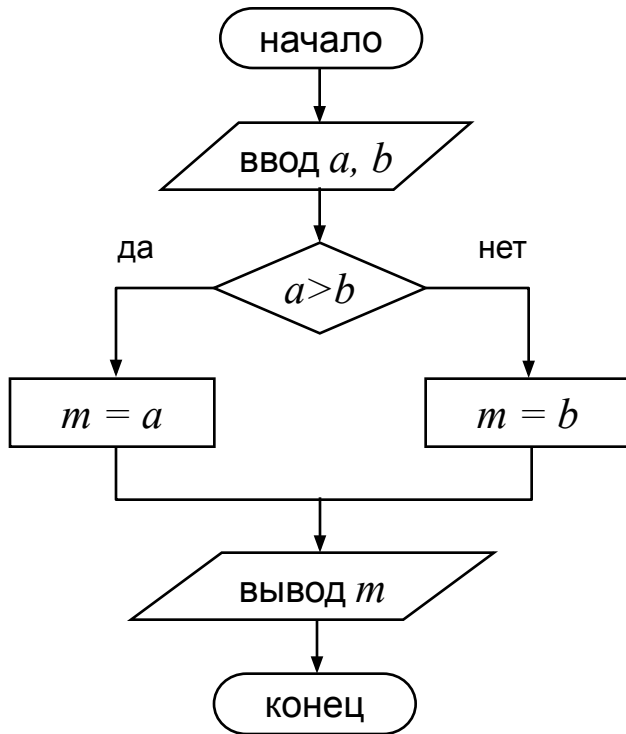 начало
ввод a, b
да
нет
a>b
m = a
m = b
вывод m
конец